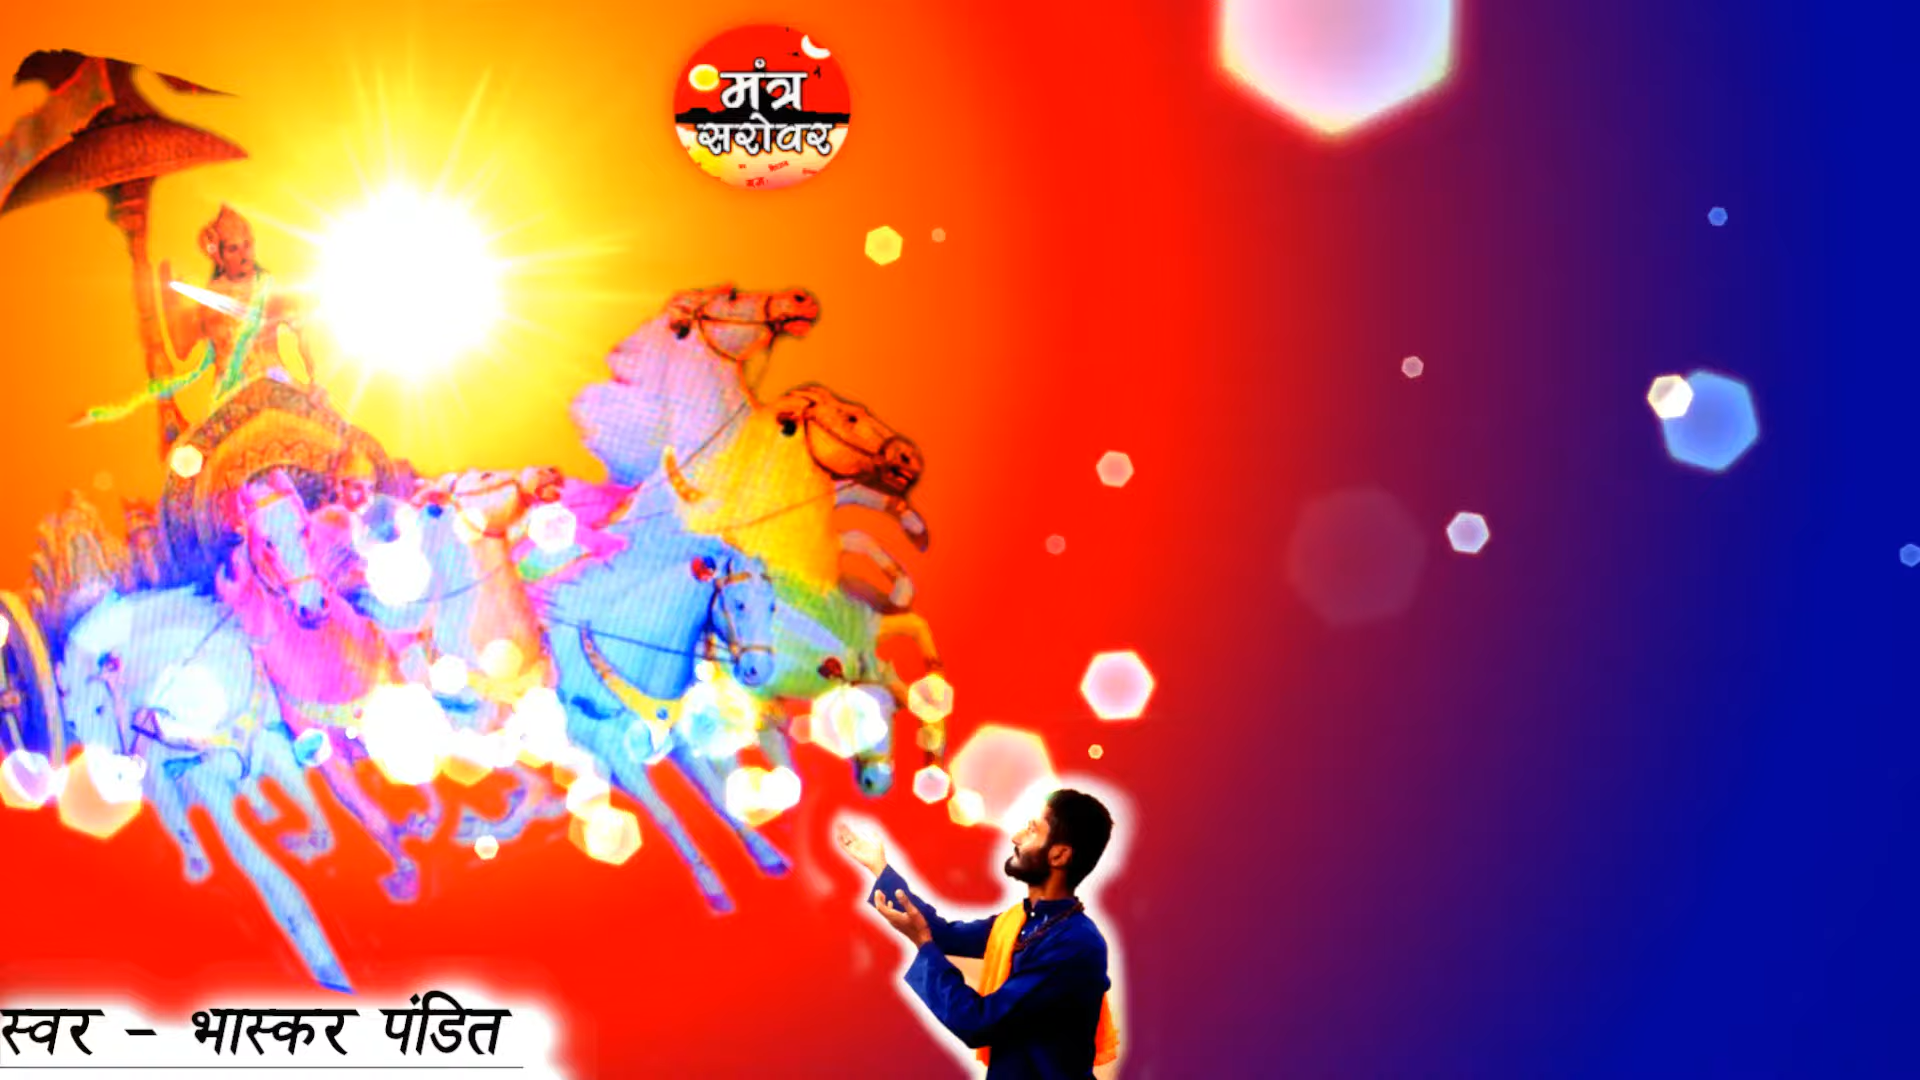 मंत्र
सरोवर
स्वर - भास्कर पंडित